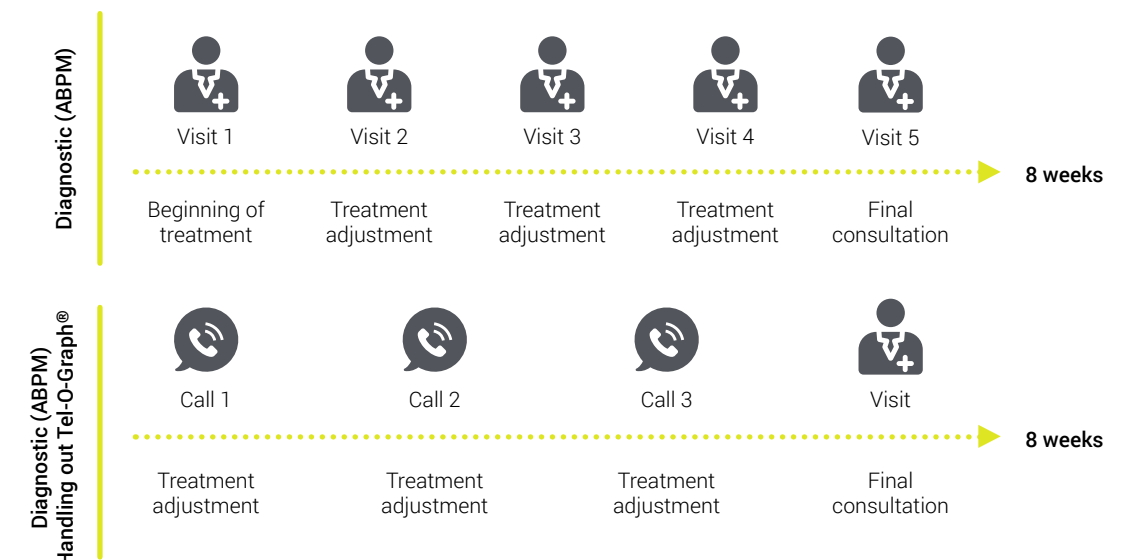 Diagnostic (ABPM)
Visit 1
Visit 2
Visit 3
Visit 4
Visit 5
8 weeks
Beginning of
treatment
Treatment
adjustment
Treatment
adjustment
Treatment
adjustment
Final
consultation
Diagnostic (ABPM)
Handling out Tel-O-Graph®
Call 1
Call 2
Call 3
Visit
8 weeks
Treatment
adjustment
Treatment
adjustment
Treatment
adjustment
Final
consultation